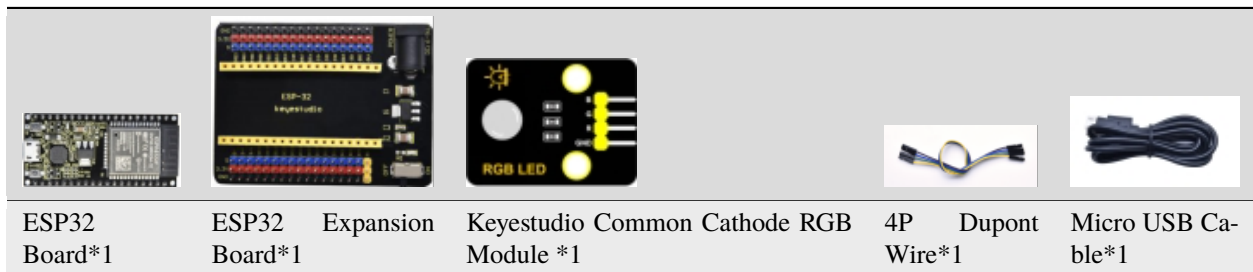 ESP-32
keyestudio
RGB LED
GND
ESP32 Board*1
ESP32 Expansion Board*1
Keyestudio Common Cathode RGB Module *1
4P Dupont Wire*1
Micro USB Ca-
ble*1